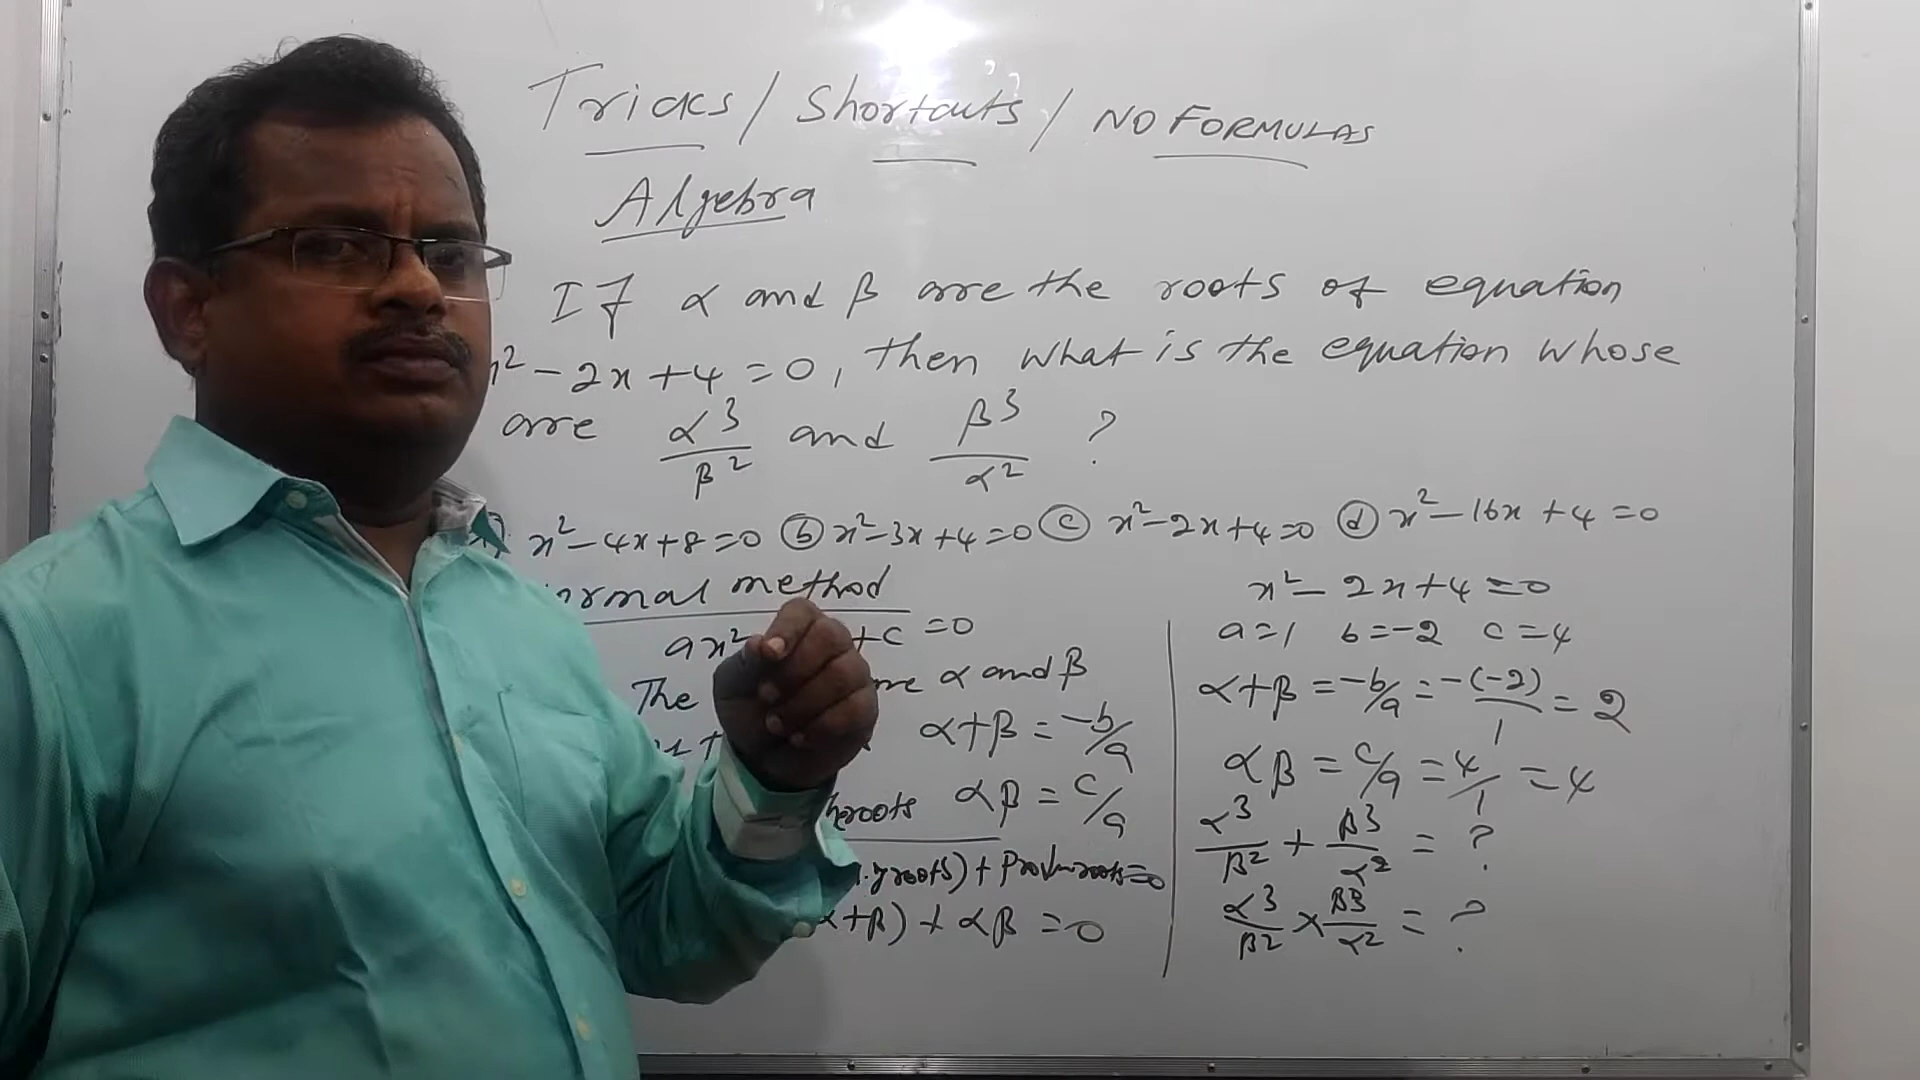 Tricks / Shortcuts / NO FORMULAS
Algebra
If α and β are the roots of equation
x² - 2x + 4 = 0, then what is the equation whose
are α³/β² and β³/α² ?
x² - 4x + 8 = 0 (b) x² - 3x + 4 = 0 (c) x² - 2x + 4 = 0 (d) x² - 16x + 4 = 0
method
ax² + c = 0
The α and β
α + β = -b/a
roots αβ = c/a
roots) + =0
α + β) + αβ = 0
x² - 2x + 4 = 0
a = 1 b = -2 c = 4
α + β = -b/a = -(-2)/1 = 2
αβ = c/a = 4/1 = 4
α³/β² + β³/α² = ?
α³/β² × β³/α² = ?